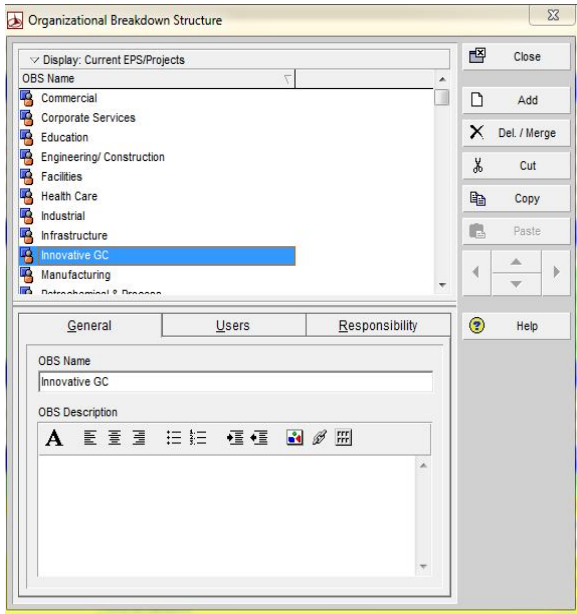 Organizational Breakdown Structure
Display: Current EPS/Projects
OBS Name
Commercial
Corporate Services
Education
Engineering/ Construction
Facilities
Health Care
Industrial
Infrastructure
Innovative GC
Manufacturing
Petrochemical & Process
Close
Add
Del. / Merge
Cut
Copy
Paste
Help
General Users Responsibility
OBS Name
Innovative GC
OBS Description
A